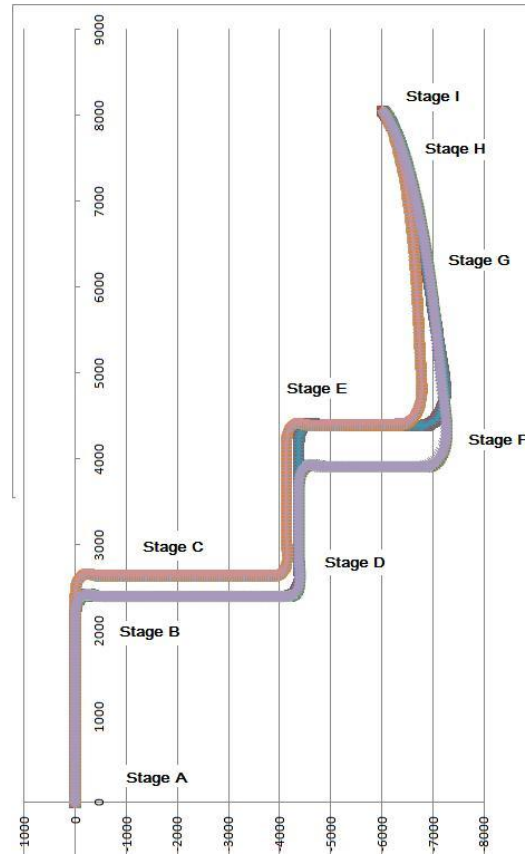 9000
Stage I
8000
Staqe H
7000
Stage G
6000
5000
Stage E
Stage F
4000
3000
Stage C
Stage D
2000
Stage B
1000
Stage A
0
1000
0
-1000
-2000
-3000
-4000
-5000
-6000
-7000
-8000